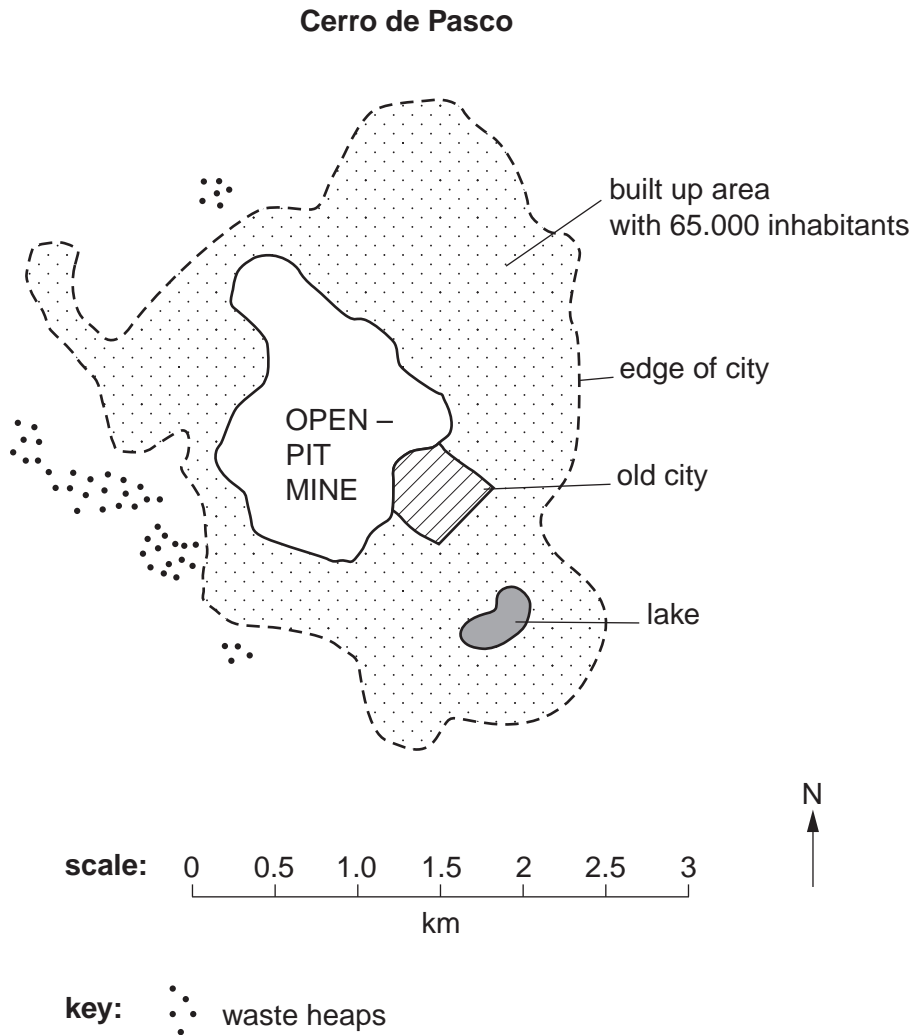 Cerro de Pasco
built up area
with 65.000 inhabitants
edge of city
OPEN –
PIT
MINE
old city
lake
N
scale: 0 0.5 1.0 1.5 2 2.5 3
km
key: waste heaps